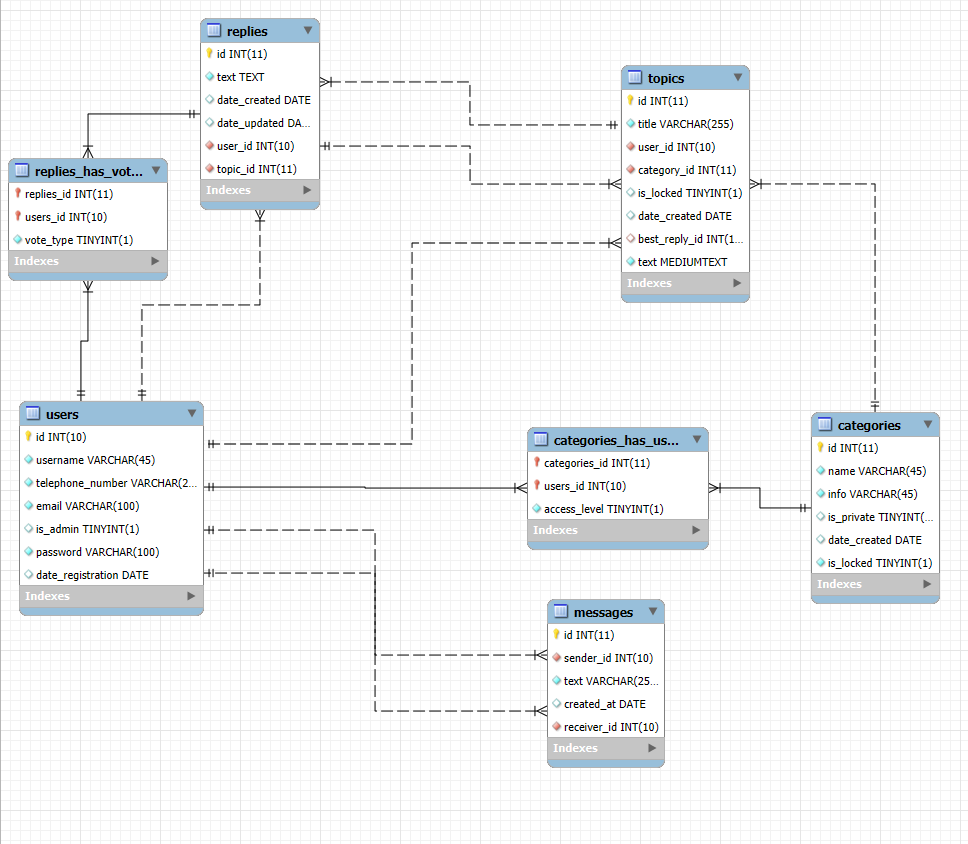 replies
id INT(11)
text TEXT
date_created DATE
date_updated DA...
user_id INT(10)
topic_id INT(11)
Indexes
topics
id INT(11)
title VARCHAR(255)
user_id INT(10)
category_id INT(11)
is_locked TINYINT(1)
date_created DATE
best_reply_id INT(1...
text MEDIUMTEXT
Indexes
replies_has_vot...
replies_id INT(11)
users_id INT(10)
vote_type TINYINT(1)
Indexes
users
id INT(10)
username VARCHAR(45)
telephone_number VARCHAR(2...
email VARCHAR(100)
is_admin TINYINT(1)
password VARCHAR(100)
date_registration DATE
Indexes
categories_has_us...
categories_id INT(11)
users_id INT(10)
access_level TINYINT(1)
Indexes
categories
id INT(11)
name VARCHAR(45)
info VARCHAR(45)
is_private TINYINT(...
date_created DATE
is_locked TINYINT(1)
Indexes
messages
id INT(11)
sender_id INT(10)
text VARCHAR(25...
created_at DATE
receiver_id INT(10)
Indexes